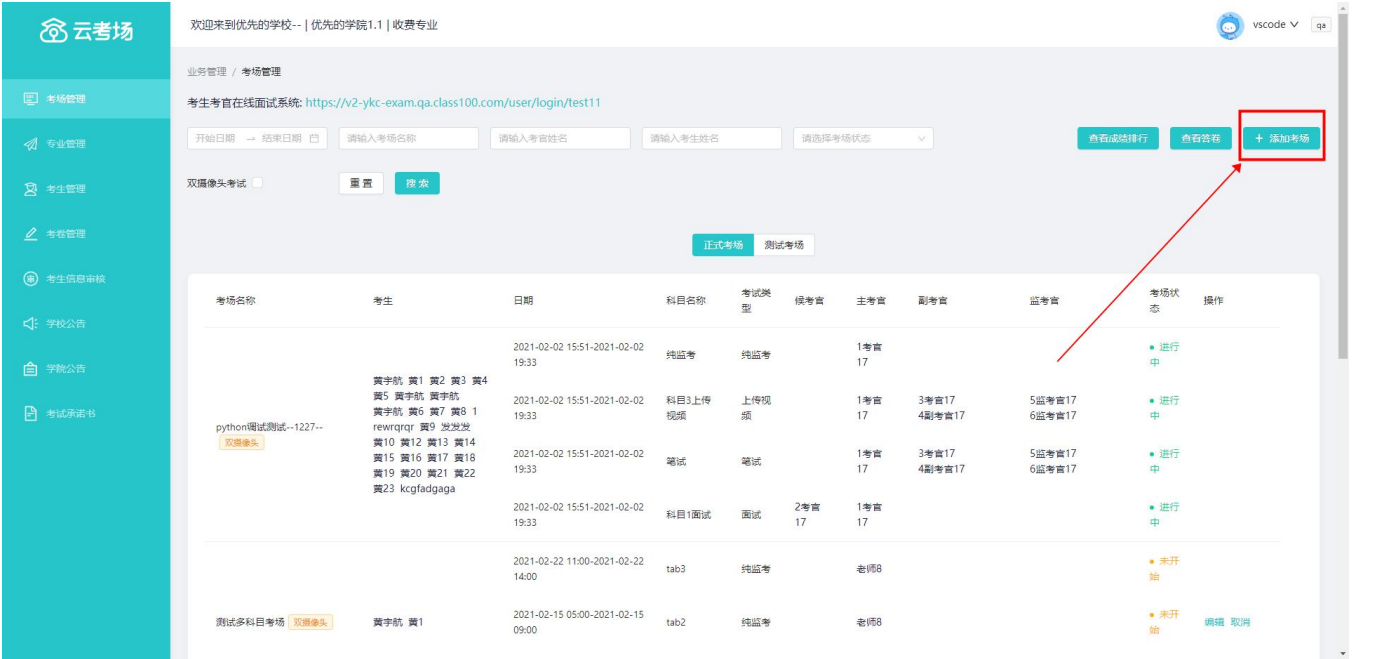 云考场
欢迎来到优先的学校-- | 优先的学院1.1 | 收费专业
vscode
qa
考场管理
专业管理
考生管理
考卷管理
考生信息审核
学校公告
学院公告
考试承诺书
业务管理 / 考场管理
考生考官在线面试系统: https://v2-ykc-exam.qa.class100.com/user/login/test11
开始日期 → 结束日期
请输入考场名称
请输入考官姓名
请输入考生姓名
请选择考场状态
查看成绩排行
查看答卷
+ 添加考场
双摄像头考试
重 置
搜 索
正式考场
测试考场
考场名称 考生 日期 科目名称 考试类型 候考官 主考官 副考官 监考官 考场状态 操作
python调试测试--1227--
双摄像头
黄宇航 黄1 黄2 黄3 黄4
黄5 黄宇航 黄宇航
黄宇航 黄6 黄7 黄8 1
rewrqrqr 黄9 发发发
黄10 黄12 黄13 黄14
黄15 黄16 黄17 黄18
黄19 黄20 黄21 黄22
黄23 kcgfadgaga
2021-02-02 15:51-2021-02-02 19:33 纯监考 纯监考 1考官17 进行中
2021-02-02 15:51-2021-02-02 19:33 科目3上传视频 上传视频 1考官17 3考官17 4副考官17 5监考官17 6监考官17 进行中
2021-02-02 15:51-2021-02-02 19:33 笔试 笔试 1考官17 3考官17 4副考官17 5监考官17 6监考官17 进行中
2021-02-02 15:51-2021-02-02 19:33 科目1面试 面试 2考官17 1考官17 进行中
2021-02-22 11:00-2021-02-22 14:00 tab3 纯监考 老师8 未开始
测试多科目考场 双摄像头 黄宇航 黄1 2021-02-15 05:00-2021-02-15 09:00 tab2 纯监考 老师8 未开始 编辑 取消